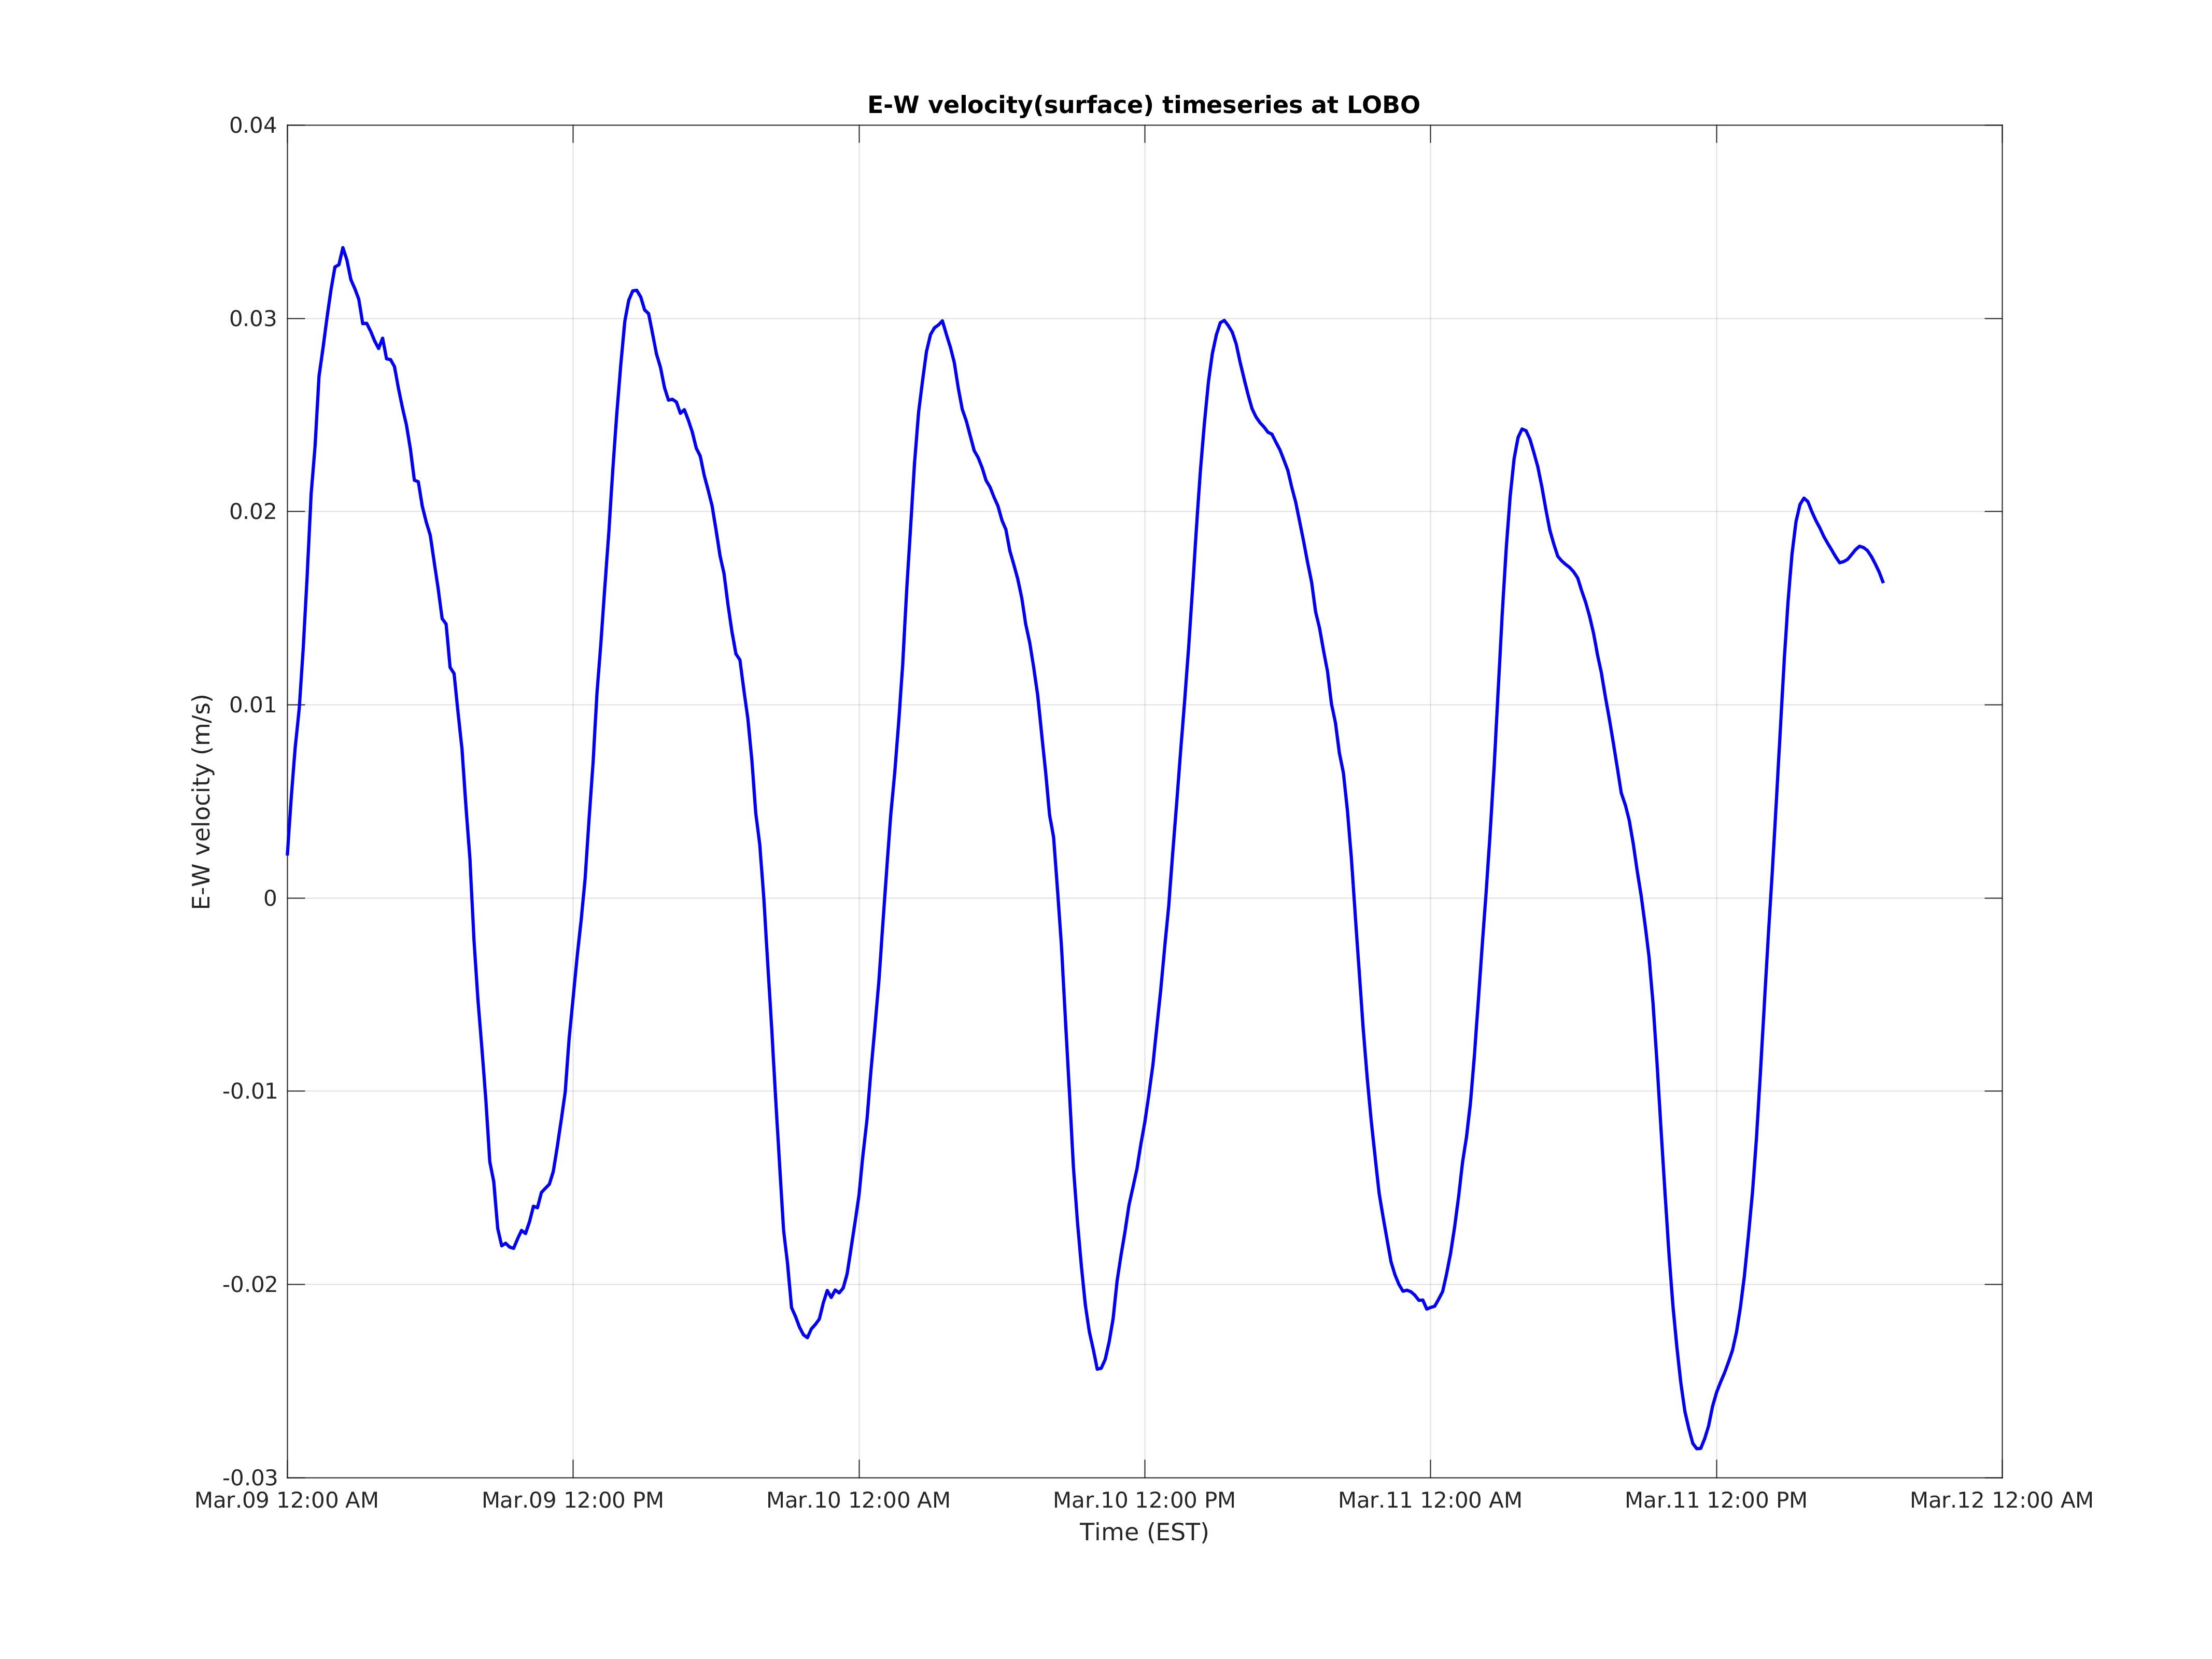 E-W velocity(surface) timeseries at LOBO
0.04
0.03
0.02
0.01
0
-0.01
-0.02
-0.03
E-W velocity (m/s)
Mar.09 12:00 AM
Mar.09 12:00 PM
Mar.10 12:00 AM
Mar.10 12:00 PM
Mar.11 12:00 AM
Mar.11 12:00 PM
Mar.12 12:00 AM
Time (EST)